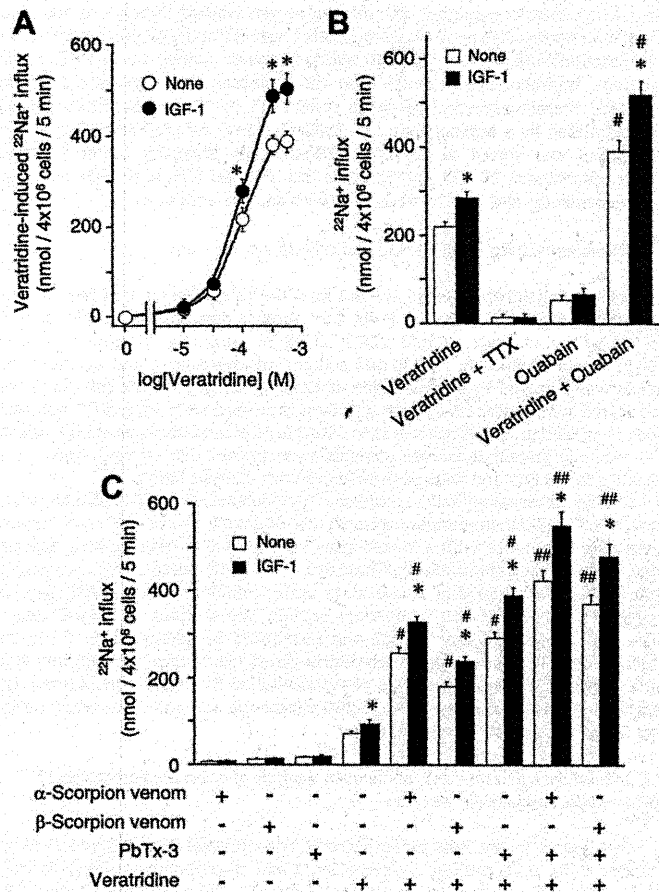 A
Veratridine-induced ²²Na⁺ influx
(nmol / 4x10⁶ cells / 5 min)
600
400
200
0
None
IGF-1
* * *
0 -5 -4 -3
log[Veratridine] (M)
B
²²Na⁺ influx
(nmol / 4x10⁶ cells / 5 min)
600
400
200
0
None
IGF-1
*
#
#
*
Veratridine
Veratridine + TTX
Ouabain
Veratridine + Ouabain
C
²²Na⁺ influx
(nmol / 4x10⁶ cells / 5 min)
600
400
200
0
None
IGF-1
*
#
#
*
#
#
*
#
#
*
##
##
*
##
##
*
α-Scorpion venom + - - - + - - + -
β-Scorpion venom - + - - - + - - +
PbTx-3 - - + - - - + + +
Veratridine - - - + + + + + +